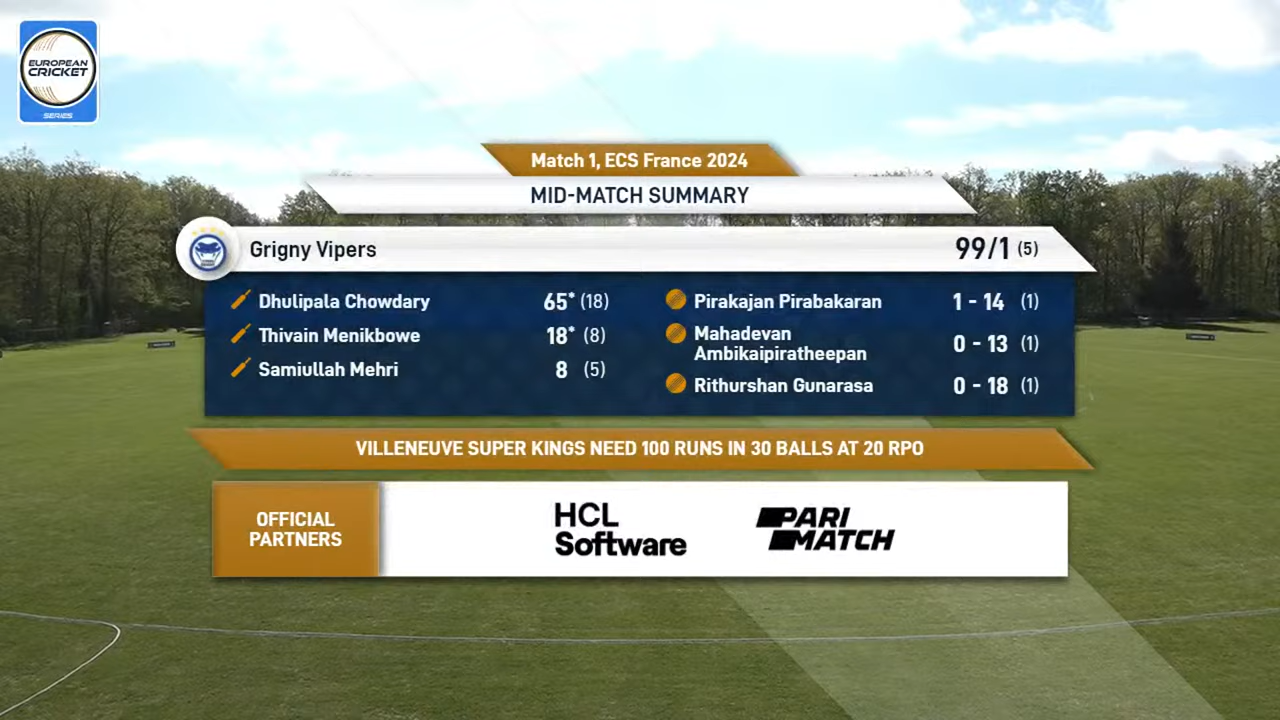 EUROPEAN
CRICKET
SERIES
Match 1, ECS France 2024
MID-MATCH SUMMARY
Grigny Vipers 99/1 (5)
Dhulipala Chowdary 65* (18)
Thivain Menikbowe 18* (8)
Samiullah Mehri 8 (5)
Pirakajan Pirabakaran 1 - 14 (1)
Mahadevan
Ambikaipiratheepan 0 - 13 (1)
Rithurshan Gunarasa 0 - 18 (1)
VILLENEUVE SUPER KINGS NEED 100 RUNS IN 30 BALLS AT 20 RPO
OFFICIAL
PARTNERS
HCL
Software
PARI
MATCH